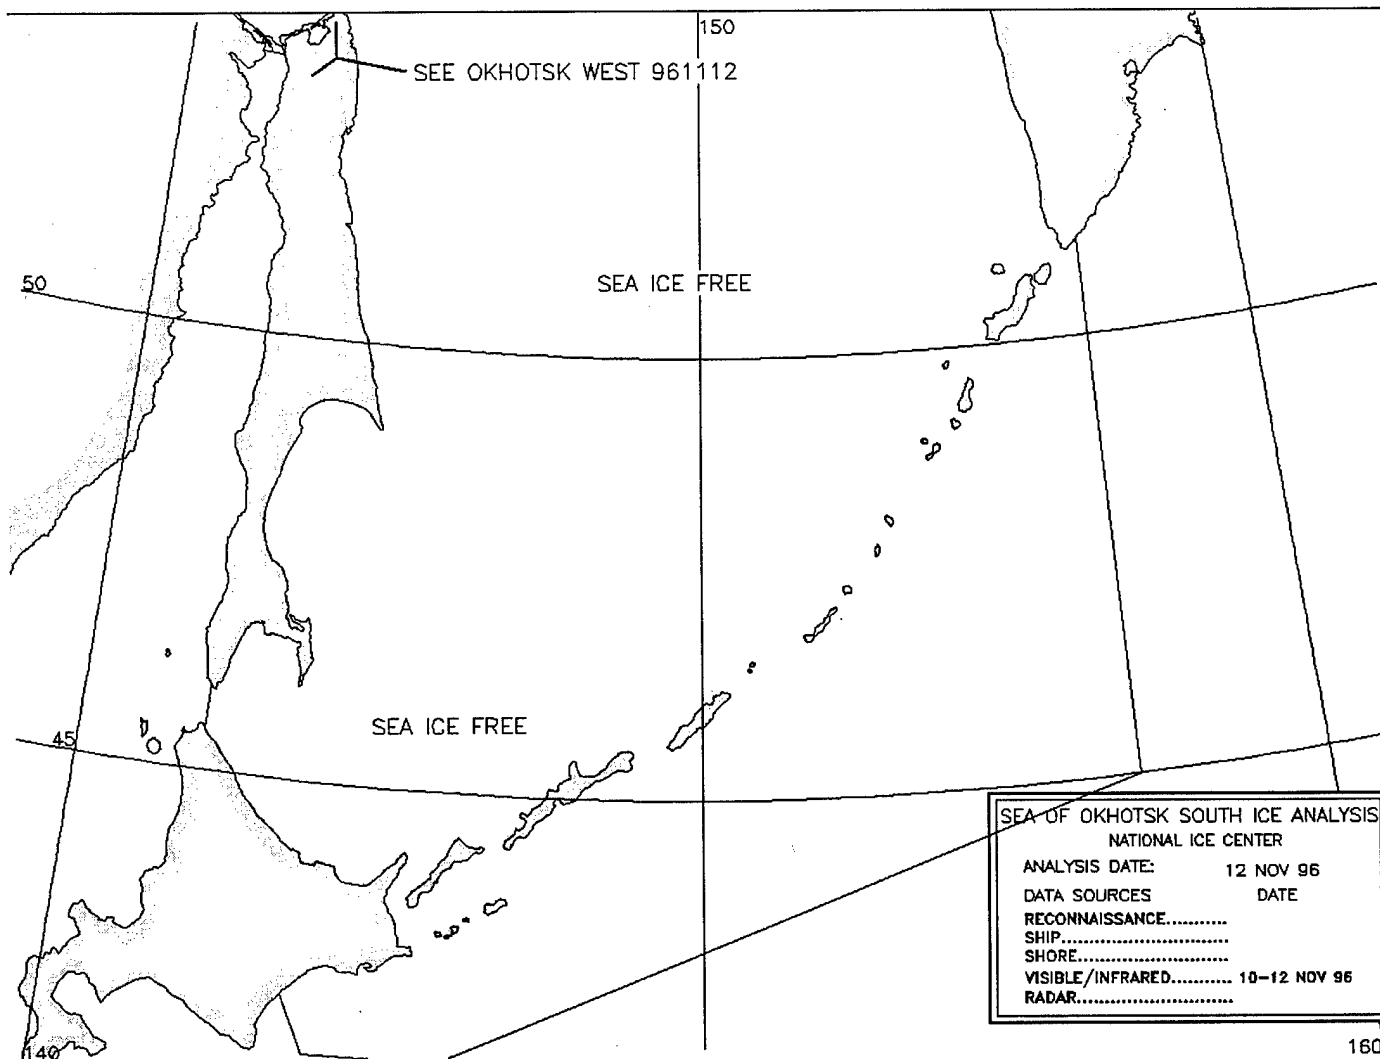 150
SEE OKHOTSK WEST 961112
50
SEA ICE FREE
SEA ICE FREE
45
SEA OF OKHOTSK SOUTH ICE ANALYSIS
NATIONAL ICE CENTER
ANALYSIS DATE: 12 NOV 96
DATA SOURCES DATE
RECONNAISSANCE...........
SHIP..............................
SHORE...........................
VISIBLE/INFRARED........... 10-12 NOV 96
RADAR............................
140
160